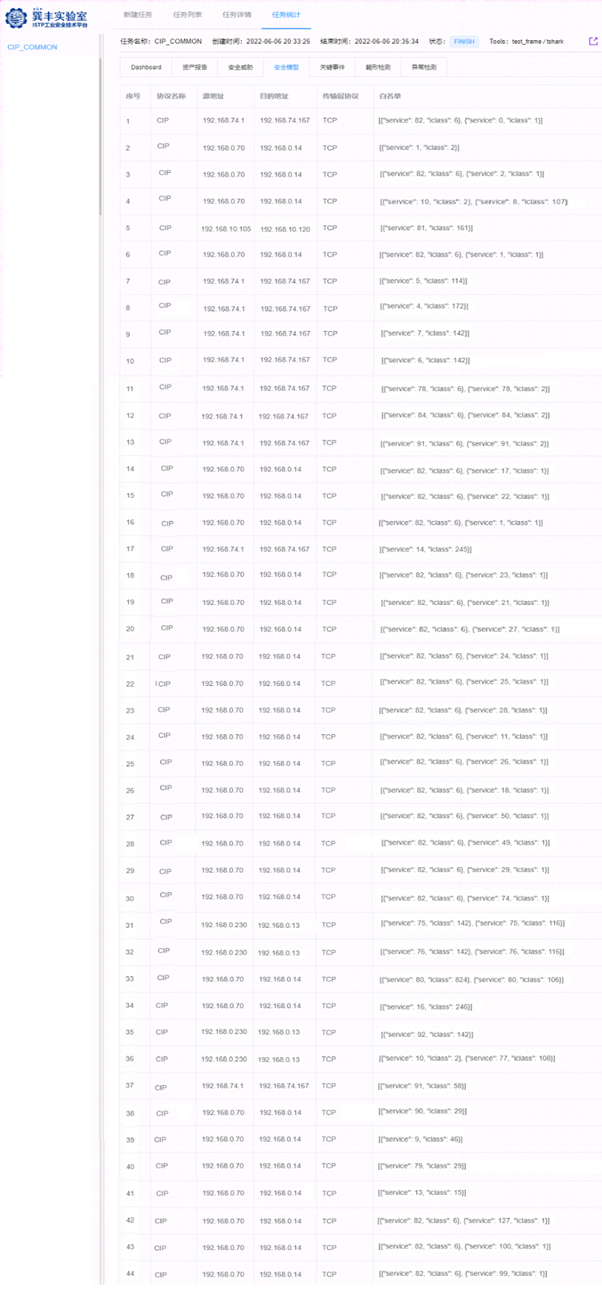 巽丰实验室
ISTP工业安全技术平台
新建任务 任务列表 任务详情 任务统计
CIP_COMMON
任务名称: CIP_COMMON 创建时间: 2022-06-06 20:33:25 结束时间: 2022-06-06 20:35:34 状态: FINISH Tools: test_frame / tshark
Dashboard 资产报告 安全威胁 安全模型 关键事件 畸形检测 异常检测
序号 协议名称 源地址 目的地址 传输层协议 白名单
1 CIP 192.168.74.1 192.168.74.167 TCP [{"service": 82, "iclass": 6}, {"service": 0, "iclass": 1}]
2 CIP 192.168.0.70 192.168.0.14 TCP [{"service": 1, "iclass": 2}]
3 CIP 192.168.0.70 192.168.0.14 TCP [{"service": 82, "iclass": 6}, {"service": 2, "iclass": 1}]
4 CIP 192.168.0.70 192.168.0.14 TCP [{"service": 10, "iclass": 2}, {"service": 8, "iclass": 107}]
5 CIP 192.168.10.105 192.168.10.120 TCP [{"service": 81, "iclass": 161}]
6 CIP 192.168.0.70 192.168.0.14 TCP [{"service": 82, "iclass": 6}, {"service": 1, "iclass": 1}]
7 CIP 192.168.74.1 192.168.74.167 TCP [{"service": 5, "iclass": 114}]
8 CIP 192.168.74.1 192.168.74.167 TCP [{"service": 4, "iclass": 172}]
9 CIP 192.168.74.1 192.168.74.167 TCP [{"service": 7, "iclass": 142}]
10 CIP 192.168.74.1 192.168.74.167 TCP [{"service": 6, "iclass": 142}]
11 CIP 192.168.74.1 192.168.74.167 TCP [{"service": 78, "iclass": 6}, {"service": 78, "iclass": 2}]
12 CIP 192.168.74.1 192.168.74.167 TCP [{"service": 84, "iclass": 6}, {"service": 84, "iclass": 2}]
13 CIP 192.168.74.1 192.168.74.167 TCP [{"service": 91, "iclass": 6}, {"service": 91, "iclass": 2}]
14 CIP 192.168.0.70 192.168.0.14 TCP [{"service": 82, "iclass": 6}, {"service": 17, "iclass": 1}]
15 CIP 192.168.0.70 192.168.0.14 TCP [{"service": 82, "iclass": 6}, {"service": 22, "iclass": 1}]
16 CIP 192.168.0.70 192.168.0.14 TCP [{"service": 82, "iclass": 6}, {"service": 1, "iclass": 1}]
17 CIP 192.168.74.1 192.168.74.167 TCP [{"service": 14, "iclass": 245}]
18 CIP 192.168.0.70 192.168.0.14 TCP [{"service": 82, "iclass": 6}, {"service": 23, "iclass": 1}]
19 CIP 192.168.0.70 192.168.0.14 TCP [{"service": 82, "iclass": 6}, {"service": 21, "iclass": 1}]
20 CIP 192.168.0.70 192.168.0.14 TCP [{"service": 82, "iclass": 6}, {"service": 27, "iclass": 1}]
21 CIP 192.168.0.70 192.168.0.14 TCP [{"service": 82, "iclass": 6}, {"service": 24, "iclass": 1}]
22 CIP 192.168.0.70 192.168.0.14 TCP [{"service": 82, "iclass": 6}, {"service": 25, "iclass": 1}]
23 CIP 192.168.0.70 192.168.0.14 TCP [{"service": 82, "iclass": 6}, {"service": 28, "iclass": 1}]
24 CIP 192.168.0.70 192.168.0.14 TCP [{"service": 82, "iclass": 6}, {"service": 11, "iclass": 1}]
25 CIP 192.168.0.70 192.168.0.14 TCP [{"service": 82, "iclass": 6}, {"service": 26, "iclass": 1}]
26 CIP 192.168.0.70 192.168.0.14 TCP [{"service": 82, "iclass": 6}, {"service": 18, "iclass": 1}]
27 CIP 192.168.0.70 192.168.0.14 TCP [{"service": 82, "iclass": 6}, {"service": 50, "iclass": 1}]
28 CIP 192.168.0.70 192.168.0.14 TCP [{"service": 82, "iclass": 6}, {"service": 49, "iclass": 1}]
29 CIP 192.168.0.70 192.168.0.14 TCP [{"service": 82, "iclass": 6}, {"service": 29, "iclass": 1}]
30 CIP 192.168.0.70 192.168.0.14 TCP [{"service": 82, "iclass": 6}, {"service": 74, "iclass": 1}]
31 CIP 192.168.0.230 192.168.0.13 TCP [{"service": 75, "iclass": 142}, {"service": 75, "iclass": 116}]
32 CIP 192.168.0.230 192.168.0.13 TCP [{"service": 76, "iclass": 142}, {"service": 76, "iclass": 116}]
33 CIP 192.168.0.70 192.168.0.14 TCP [{"service": 80, "iclass": 824}, {"service": 80, "iclass": 106}]
34 CIP 192.168.0.70 192.168.0.14 TCP [{"service": 16, "iclass": 246}]
35 CIP 192.168.0.230 192.168.0.13 TCP [{"service": 92, "iclass": 142}]
36 CIP 192.168.0.230 192.168.0.13 TCP [{"service": 10, "iclass": 2}, {"service": 77, "iclass": 108}]
37 CIP 192.168.74.1 192.168.74.167 TCP [{"service": 91, "iclass": 58}]
38 CIP 192.168.0.70 192.168.0.14 TCP [{"service": 90, "iclass": 29}]
39 CIP 192.168.0.70 192.168.0.14 TCP [{"service": 9, "iclass": 46}]
40 CIP 192.168.0.70 192.168.0.14 TCP [{"service": 79, "iclass": 29}]
41 CIP 192.168.0.70 192.168.0.14 TCP [{"service": 13, "iclass": 15}]
42 CIP 192.168.0.70 192.168.0.14 TCP [{"service": 82, "iclass": 6}, {"service": 127, "iclass": 1}]
43 CIP 192.168.0.70 192.168.0.14 TCP [{"service": 82, "iclass": 6}, {"service": 100, "iclass": 1}]
44 CIP 192.168.0.70 192.168.0.14 TCP [{"service": 82, "iclass": 6}, {"service": 99, "iclass": 1}]